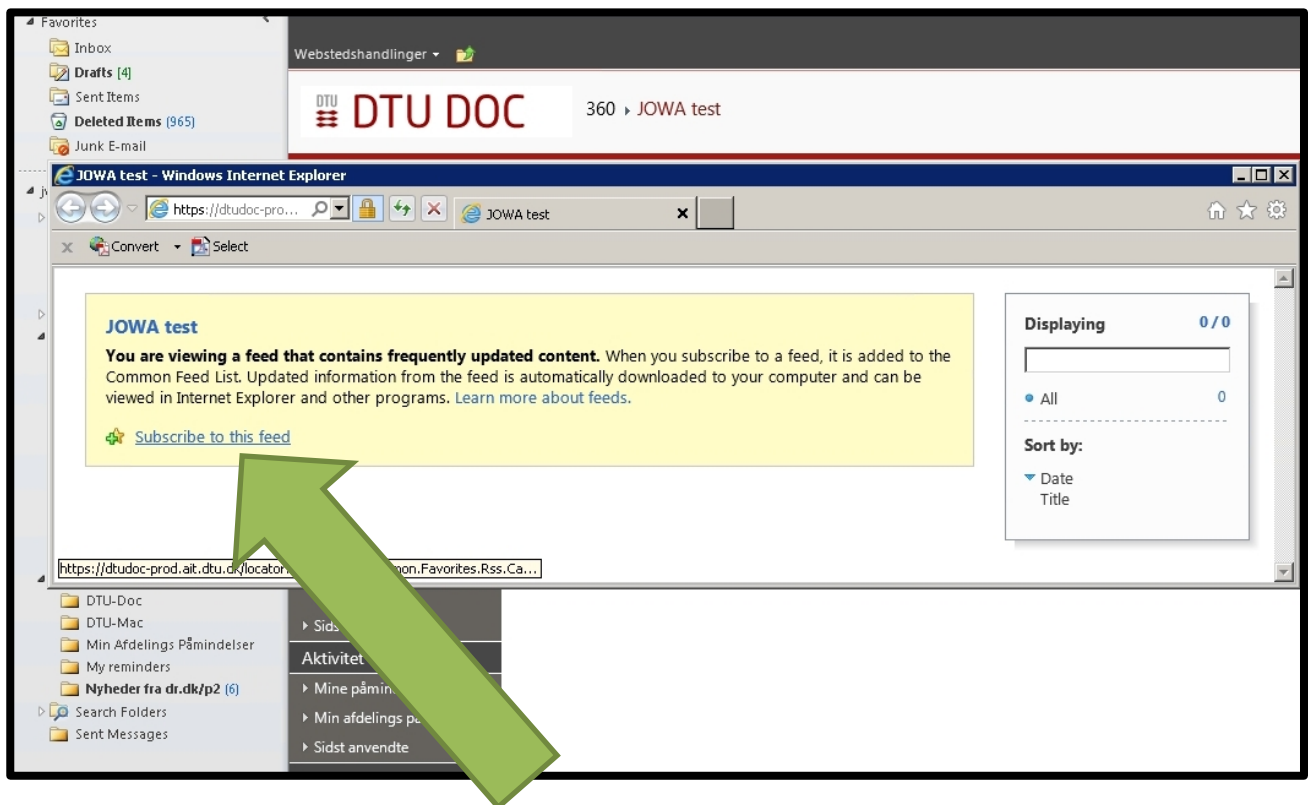 Favorites
Inbox
Drafts [4]
Sent Items
Deleted Items (965)
Junk E-mail
Webstedshandlinger
DTU
DTU DOC
360 JOWA test
JOWA test - Windows Internet Explorer
https://dtudoc-pro...
JOWA test
x Convert Select
JOWA test
You are viewing a feed that contains frequently updated content. When you subscribe to a feed, it is added to the
Common Feed List. Updated information from the feed is automatically downloaded to your computer and can be
viewed in Internet Explorer and other programs. Learn more about feeds.
Subscribe to this feed
Displaying 0 / 0
All 0
Sort by:
Date
Title
https://dtudoc-prod.ait.dtu.dk/locator. on.Favorites.Rss.Ca...
DTU-Doc
DTU-Mac
Min Afdelings Påmindelser
My reminders
Nyheder fra dr.dk/p2 (6)
Search Folders
Sent Messages
Aktivitet
Mine
Min afdelings
Sidst anvendte